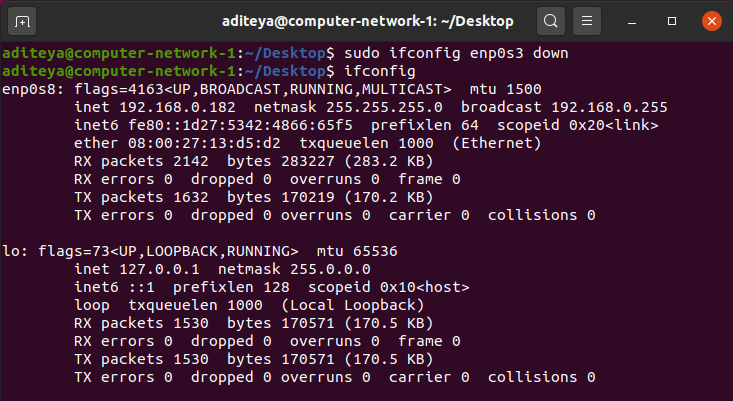 aditeya@computer-network-1: ~/Desktop
aditeya@computer-network-1:~/Desktop$ sudo ifconfig enp0s3 down
aditeya@computer-network-1:~/Desktop$ ifconfig
enp0s8: flags=4163<UP,BROADCAST,RUNNING,MULTICAST>  mtu 1500
        inet 192.168.0.182  netmask 255.255.255.0  broadcast 192.168.0.255
        inet6 fe80::1d27:5342:4866:65f5  prefixlen 64  scopeid 0x20<link>
        ether 08:00:27:13:d5:d2  txqueuelen 1000  (Ethernet)
        RX packets 2142  bytes 283227 (283.2 KB)
        RX errors 0  dropped 0  overruns 0  frame 0
        TX packets 1632  bytes 170219 (170.2 KB)
        TX errors 0  dropped 0 overruns 0  carrier 0  collisions 0

lo: flags=73<UP,LOOPBACK,RUNNING>  mtu 65536
        inet 127.0.0.1  netmask 255.0.0.0
        inet6 ::1  prefixlen 128  scopeid 0x10<host>
        loop  txqueuelen 1000  (Local Loopback)
        RX packets 1530  bytes 170571 (170.5 KB)
        RX errors 0  dropped 0  overruns 0  frame 0
        TX packets 1530  bytes 170571 (170.5 KB)
        TX errors 0  dropped 0 overruns 0  carrier 0  collisions 0